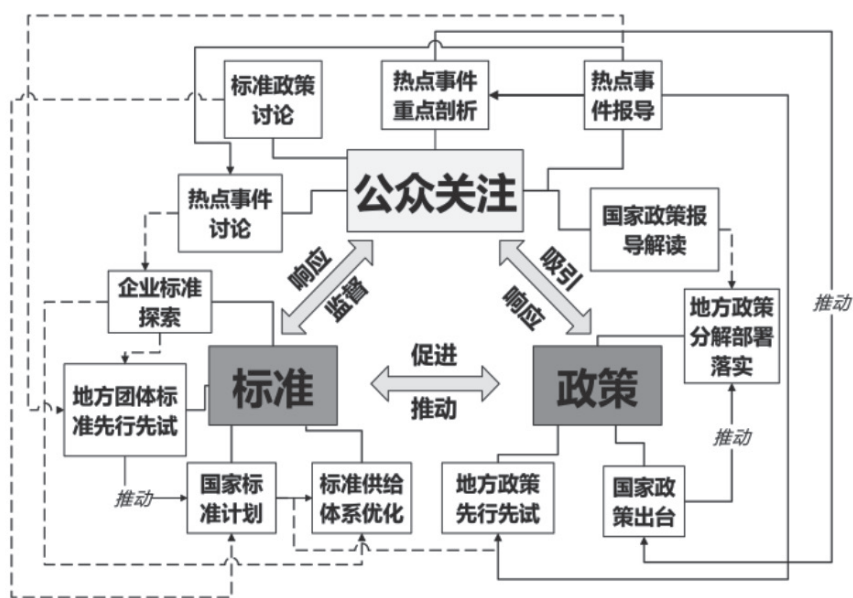 标准政策
讨论
热点事件
重点剖析
热点事
件报导
公众关注
热点事件
讨论
国家政策报
导解读
响应
监督
吸引
响应
企业标准
探索
地方政策
分解部署
落实
推动
标准
促进
推动
政策
地方团体标
准先行先试
推动
推动
国家标
准计划
标准供给
体系优化
地方政策
先行先试
国家政
策出台